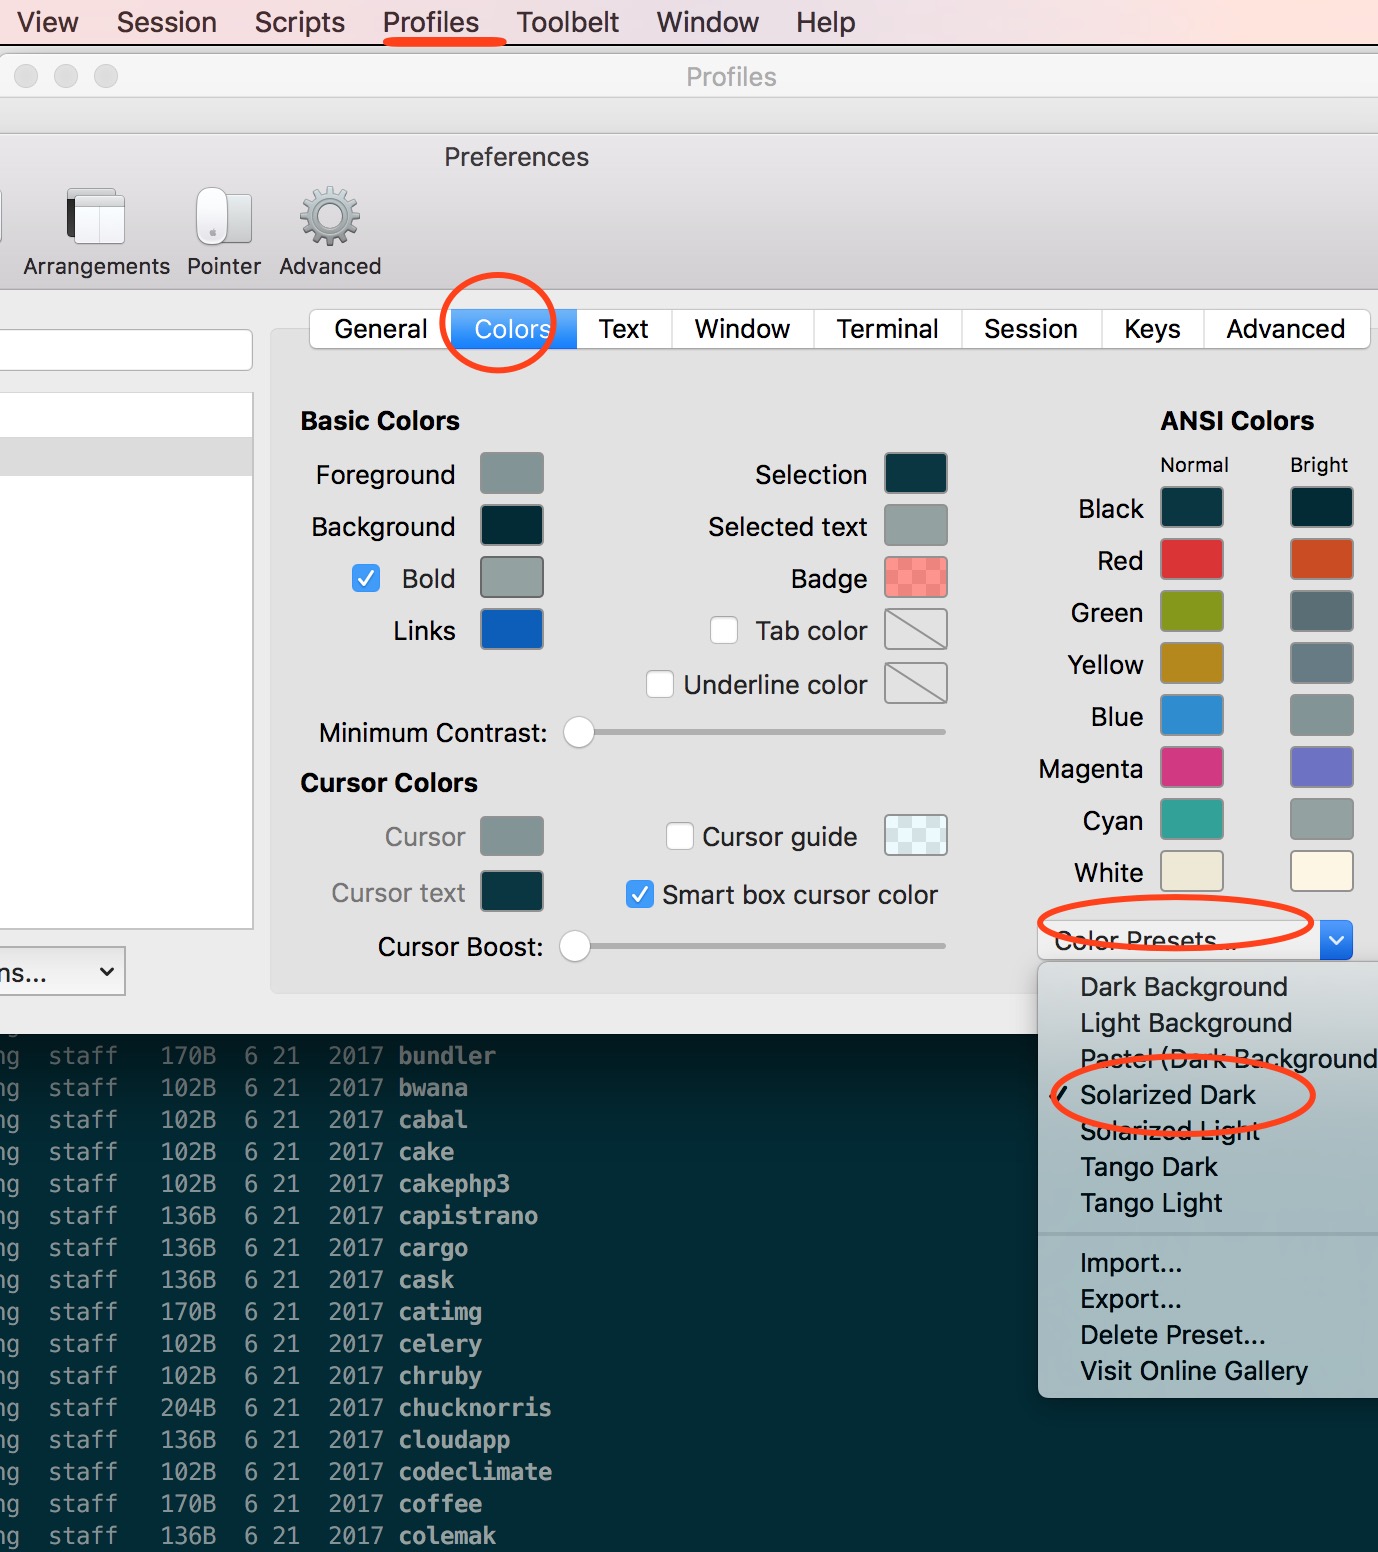 View Session Scripts Profiles Toolbelt Window Help
Profiles
Preferences
Arrangements Pointer Advanced
General Colors Text Window Terminal Session Keys Advanced
Basic Colors
Foreground
Background
Bold
Links
Selection
Selected text
Badge
Tab color
Underline color
Minimum Contrast:
Cursor Colors
Cursor
Cursor text
Cursor guide
Smart box cursor color
Cursor Boost:
ANSI Colors
Normal Bright
Black
Red
Green
Yellow
Blue
Magenta
Cyan
White
Color Presets...
Dark Background
Light Background
Pastel (Dark Background
Solarized Dark
Solarized Light
Tango Dark
Tango Light
Import...
Export...
Delete Preset...
Visit Online Gallery
ns...
ng staff 170B 6 21 2017 bundler
ng staff 102B 6 21 2017 bwana
ng staff 102B 6 21 2017 cabal
ng staff 102B 6 21 2017 cake
ng staff 102B 6 21 2017 cakephp3
ng staff 136B 6 21 2017 capistrano
ng staff 136B 6 21 2017 cargo
ng staff 136B 6 21 2017 cask
ng staff 170B 6 21 2017 catimg
ng staff 102B 6 21 2017 celery
ng staff 102B 6 21 2017 chruby
ng staff 204B 6 21 2017 chucknorris
ng staff 136B 6 21 2017 cloudapp
ng staff 102B 6 21 2017 codeclimate
ng staff 170B 6 21 2017 coffee
ng staff 136B 6 21 2017 colemak